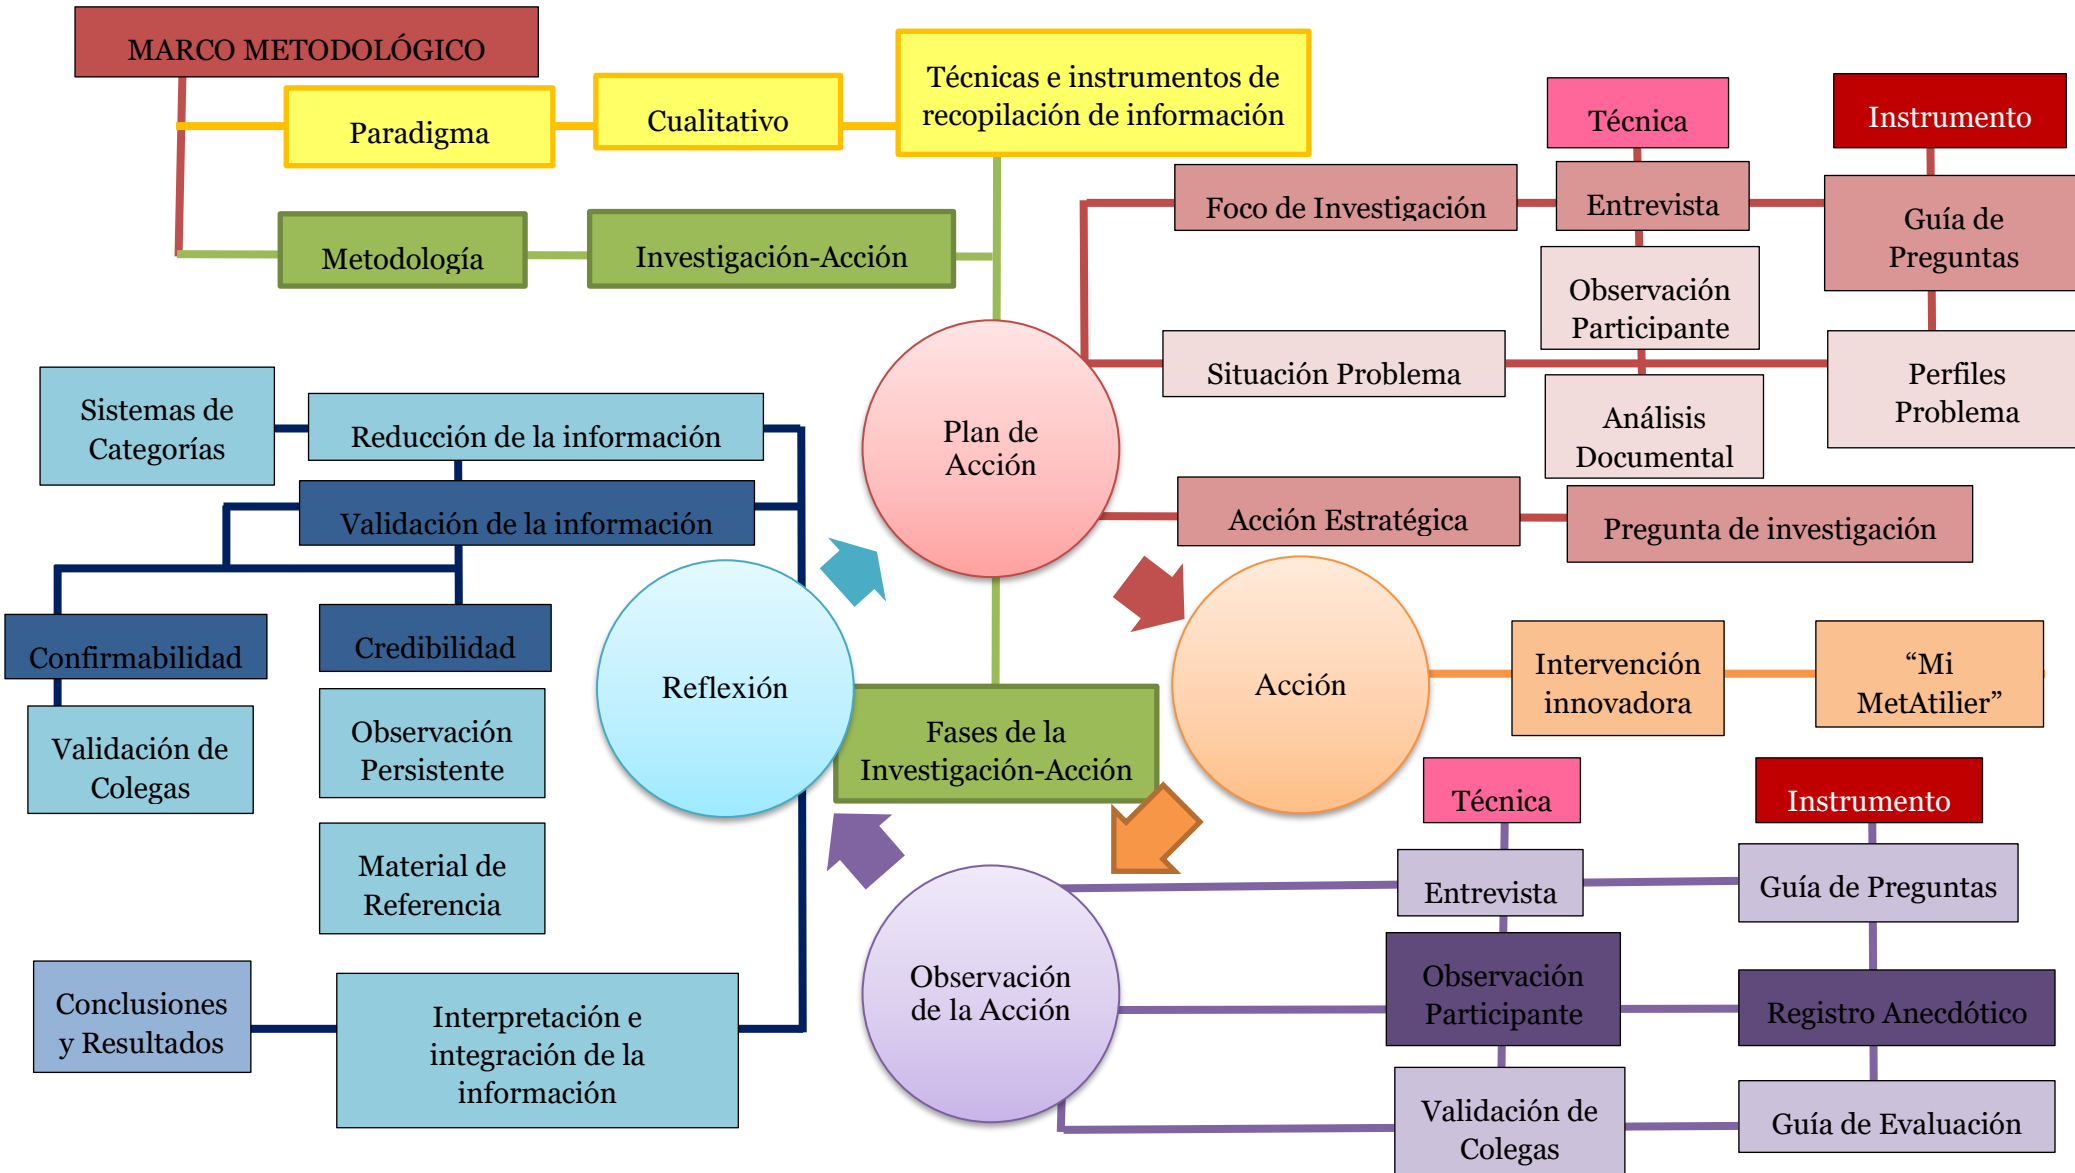 MARCO METODOLÓGICO
Paradigma
Cualitativo
Técnicas e instrumentos de
recopilación de información
Metodología
Investigación-Acción
Técnica
Instrumento
Foco de Investigación
Entrevista
Guía de
Preguntas
Observación
Participante
Situación Problema
Perfiles
Problema
Análisis
Documental
Plan de
Acción
Acción Estratégica
Pregunta de investigación
Sistemas de
Categorías
Reducción de la información
Validación de la información
Confirmabilidad
Credibilidad
Validación de
Colegas
Observación
Persistente
Material de
Referencia
Conclusiones
y Resultados
Interpretación e
integración de la
información
Reflexión
Fases de la
Investigación-Acción
Acción
Intervención
innovadora
“Mi
MetAtilier”
Técnica
Instrumento
Entrevista
Guía de Preguntas
Observación
de la Acción
Observación
Participante
Registro Anecdótico
Validación de
Colegas
Guía de Evaluación